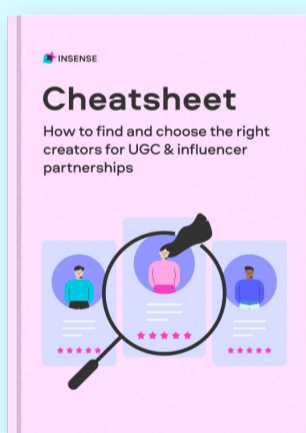 INSENSE
Cheatsheet
How to find and choose the right
creators for UGC & influencer
partnerships